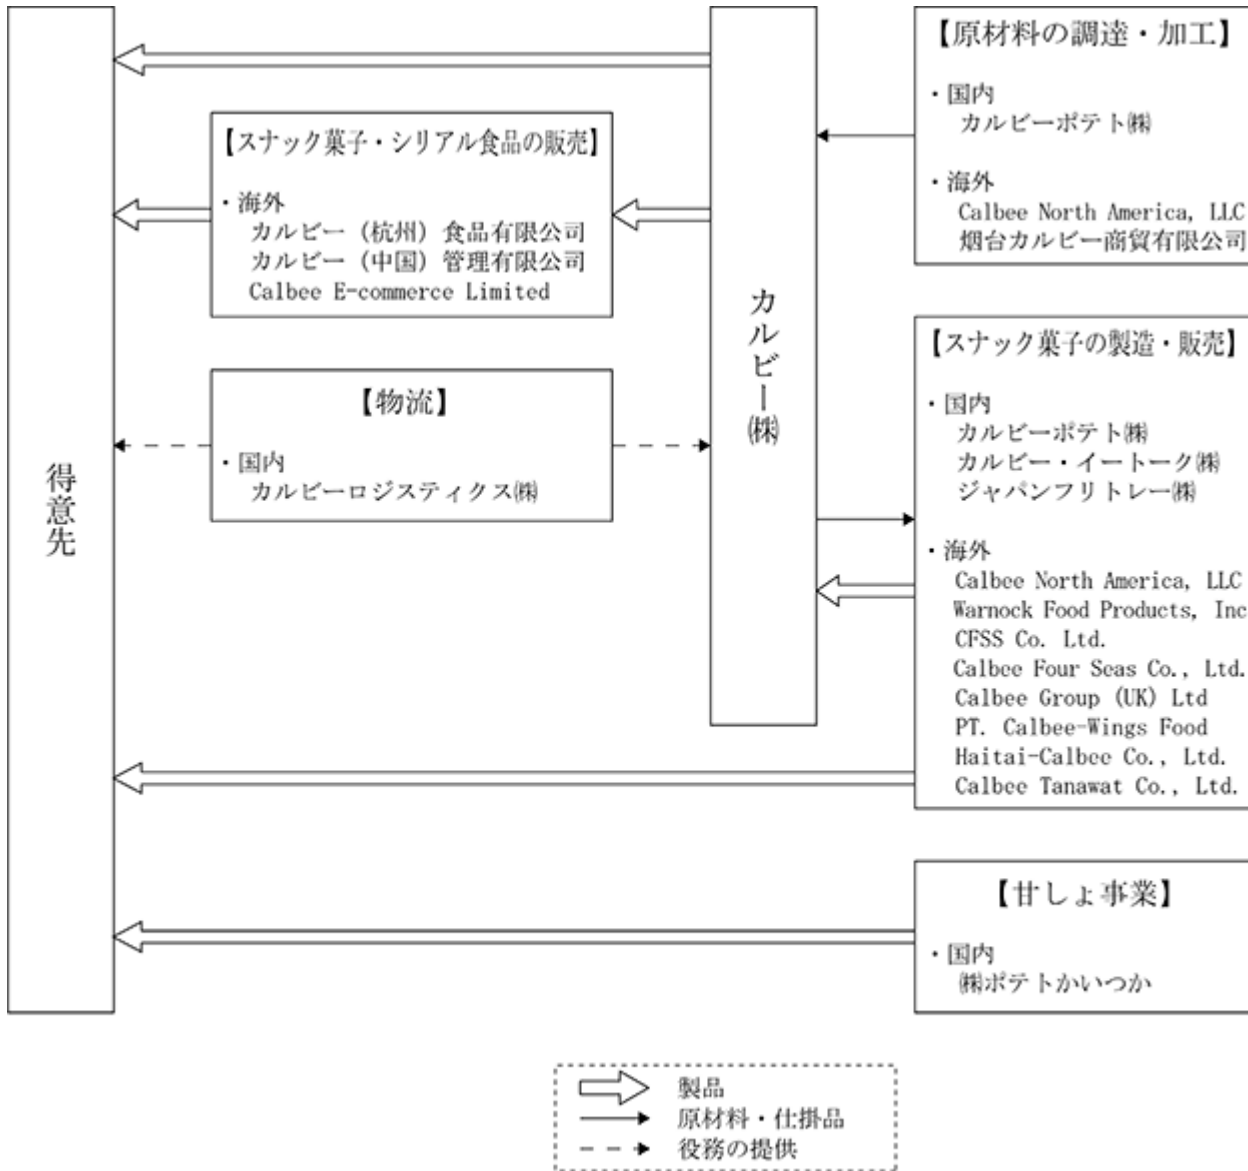 得意先
【スナック菓子・シリアル食品の販売】
・海外
カルビー（杭州）食品有限公司
カルビー（中国）管理有限公司
Calbee E-commerce Limited
【物流】
・国内
カルビーロジスティクス㈱
カルビー㈱
【原材料の調達・加工】
・国内
カルビーポテト㈱
・海外
Calbee North America, LLC
烟台カルビー商貿有限公司
【スナック菓子の製造・販売】
・国内
カルビーポテト㈱
カルビー・イートーク㈱
ジャパンフリトレー㈱
・海外
Calbee North America, LLC
Warnock Food Products, Inc
CFSS Co. Ltd.
Calbee Four Seas Co., Ltd.
Calbee Group (UK) Ltd
PT. Calbee-Wings Food
Haitai-Calbee Co., Ltd.
Calbee Tanawat Co., Ltd.
【甘しょ事業】
・国内
㈱ポテトかいつか
製品
原材料・仕掛品
役務の提供